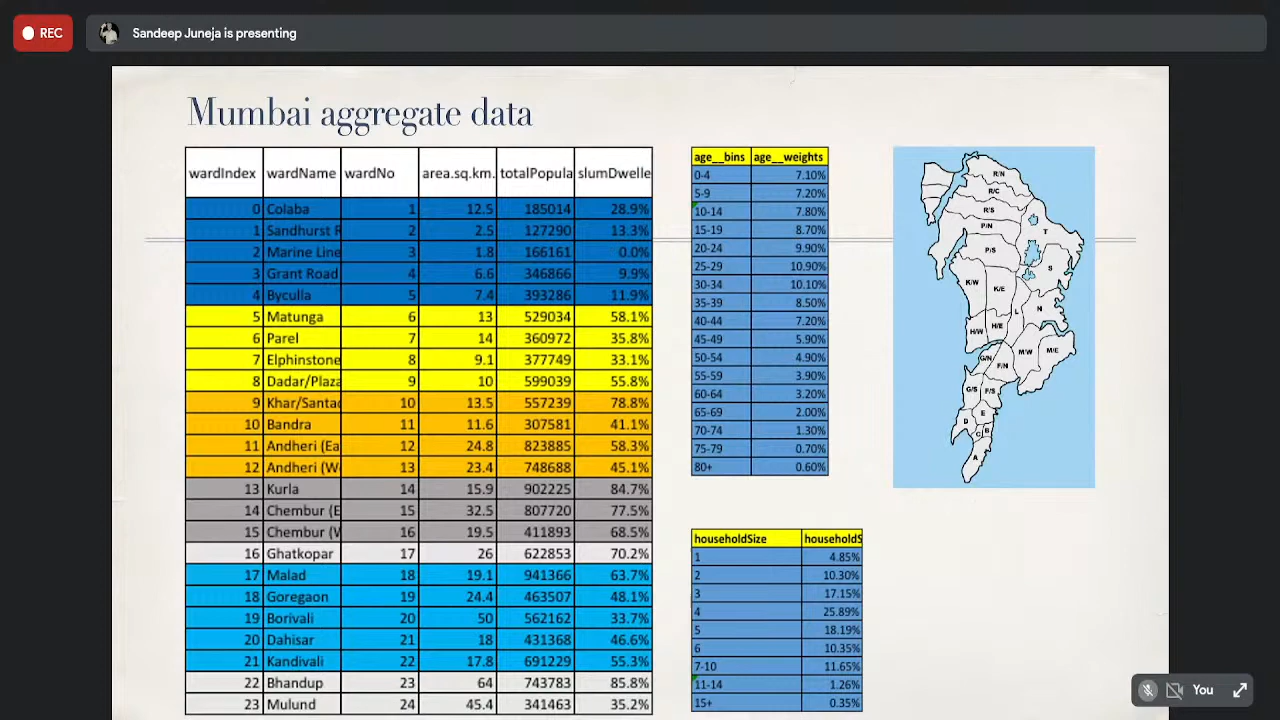 REC
Sandeep Juneja is presenting
Mumbai aggregate data
wardIndex wardName wardNo area.sq.km. totalPopula slumDwelle
0 Colaba 1 12.5 185014 28.9%
1 Sandhurst R 2 2.5 127290 13.3%
2 Marine Line 3 1.8 166161 0.0%
3 Grant Road 4 6.6 346866 9.9%
4 Byculla 5 7.4 393286 11.9%
5 Matunga 6 13 529034 58.1%
6 Parel 7 14 360972 35.8%
7 Elphinstone 8 9.1 377749 33.1%
8 Dadar/Plaza 9 10 599039 55.8%
9 Khar/Santac 10 13.5 557239 78.8%
10 Bandra 11 11.6 307581 41.1%
11 Andheri (Ea 12 24.8 823885 58.3%
12 Andheri (W 13 23.4 748688 45.1%
13 Kurla 14 15.9 902225 84.7%
14 Chembur (E 15 32.5 807720 77.5%
15 Chembur (W 16 19.5 411893 68.5%
16 Ghatkopar 17 26 622853 70.2%
17 Malad 18 19.1 941366 63.7%
18 Goregaon 19 24.4 463507 48.1%
19 Borivali 20 50 562162 33.7%
20 Dahisar 21 18 431368 46.6%
21 Kandivali 22 17.8 691229 55.3%
22 Bhandup 23 64 743783 85.8%
23 Mulund 24 45.4 341463 35.2%
age__bins age__weights
0-4 7.10%
5-9 7.20%
10-14 7.80%
15-19 8.70%
20-24 9.90%
25-29 10.90%
30-34 10.10%
35-39 8.50%
40-44 7.20%
45-49 5.90%
50-54 4.90%
55-59 3.90%
60-64 3.20%
65-69 2.00%
70-74 1.30%
75-79 0.70%
80+ 0.60%
householdSize householdS
1 4.85%
2 10.30%
3 17.15%
4 25.89%
5 18.19%
6 10.35%
7-10 11.65%
11-14 1.26%
15+ 0.35%
R/N
R/C
R/S
P/N
T
P/S
S
K/W
K/E
L
N
H/W
H/E
M/W
M/E
G/N
F/N
G/S
F/S
E
D
C
B
A
You